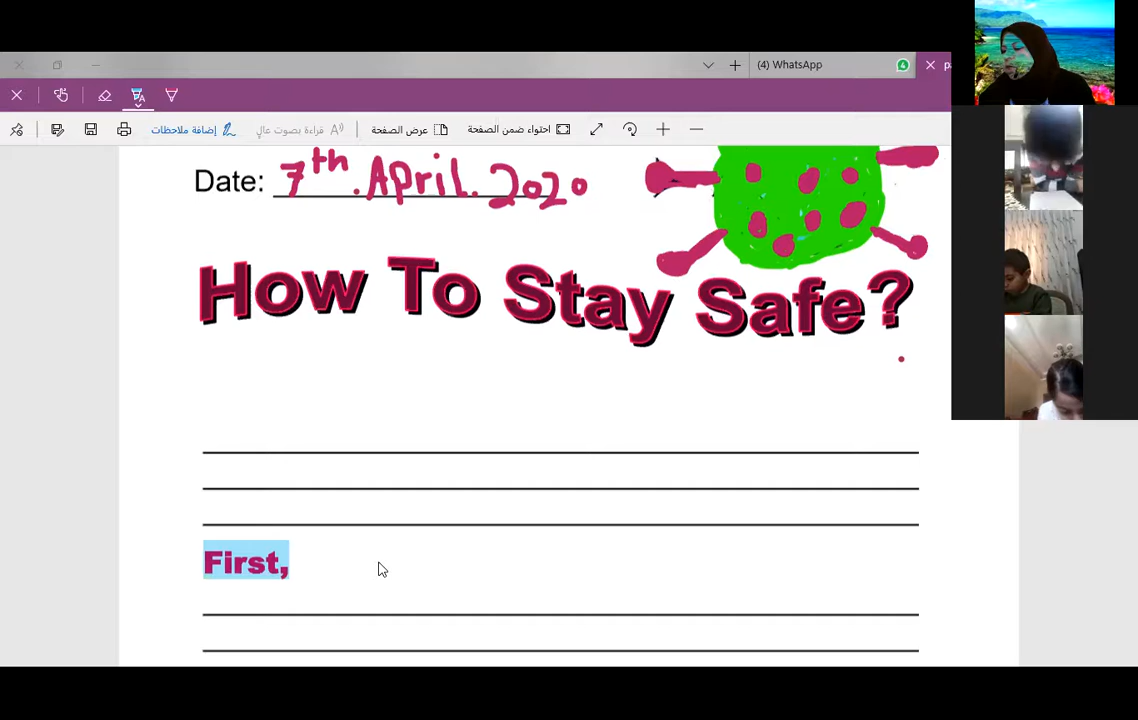 (4) WhatsApp
4
إضافة ملاحظات
قراءة بصوت عالٍ
عرض الصفحة
احتواء ضمن الصفحة
Date: 7th. April. 2020
How To Stay Safe?
First,